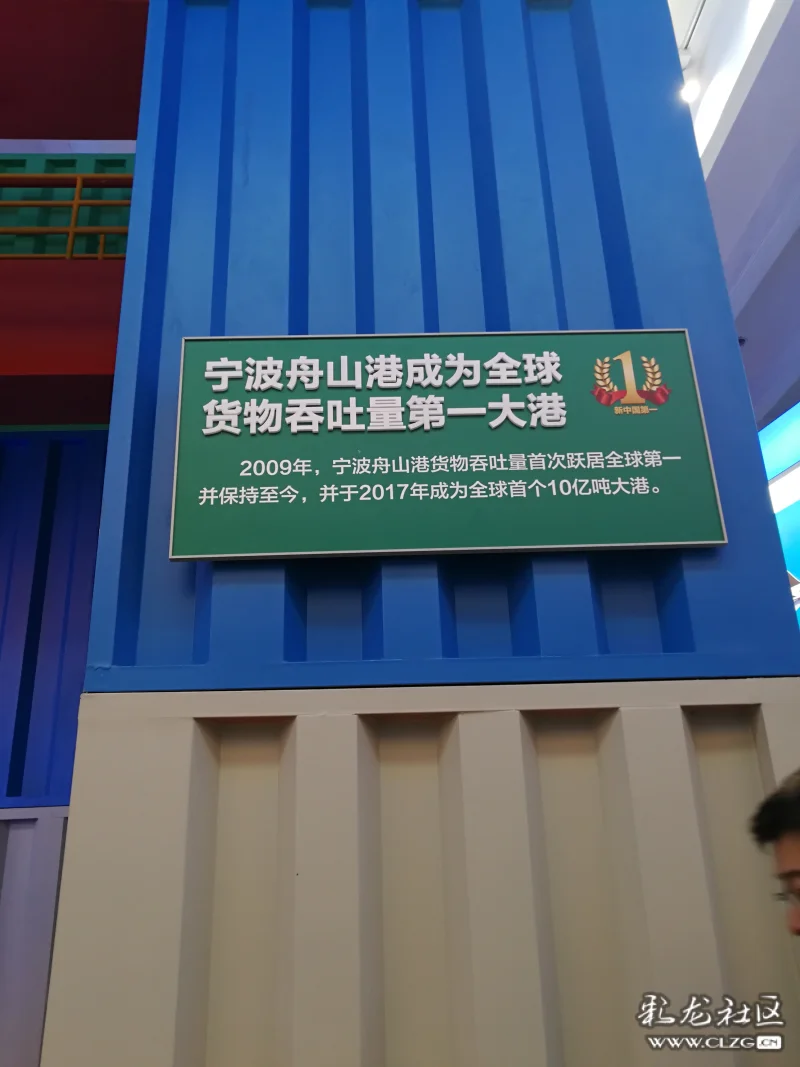 宁波舟山港成为全球
货物吞吐量第一大港
新中国第一
2009年，宁波舟山港货物吞吐量首次跃居全球第一
并保持至今，并于2017年成为全球首个10亿吨大港。
彩龙社区
WWW.CLZG.CN